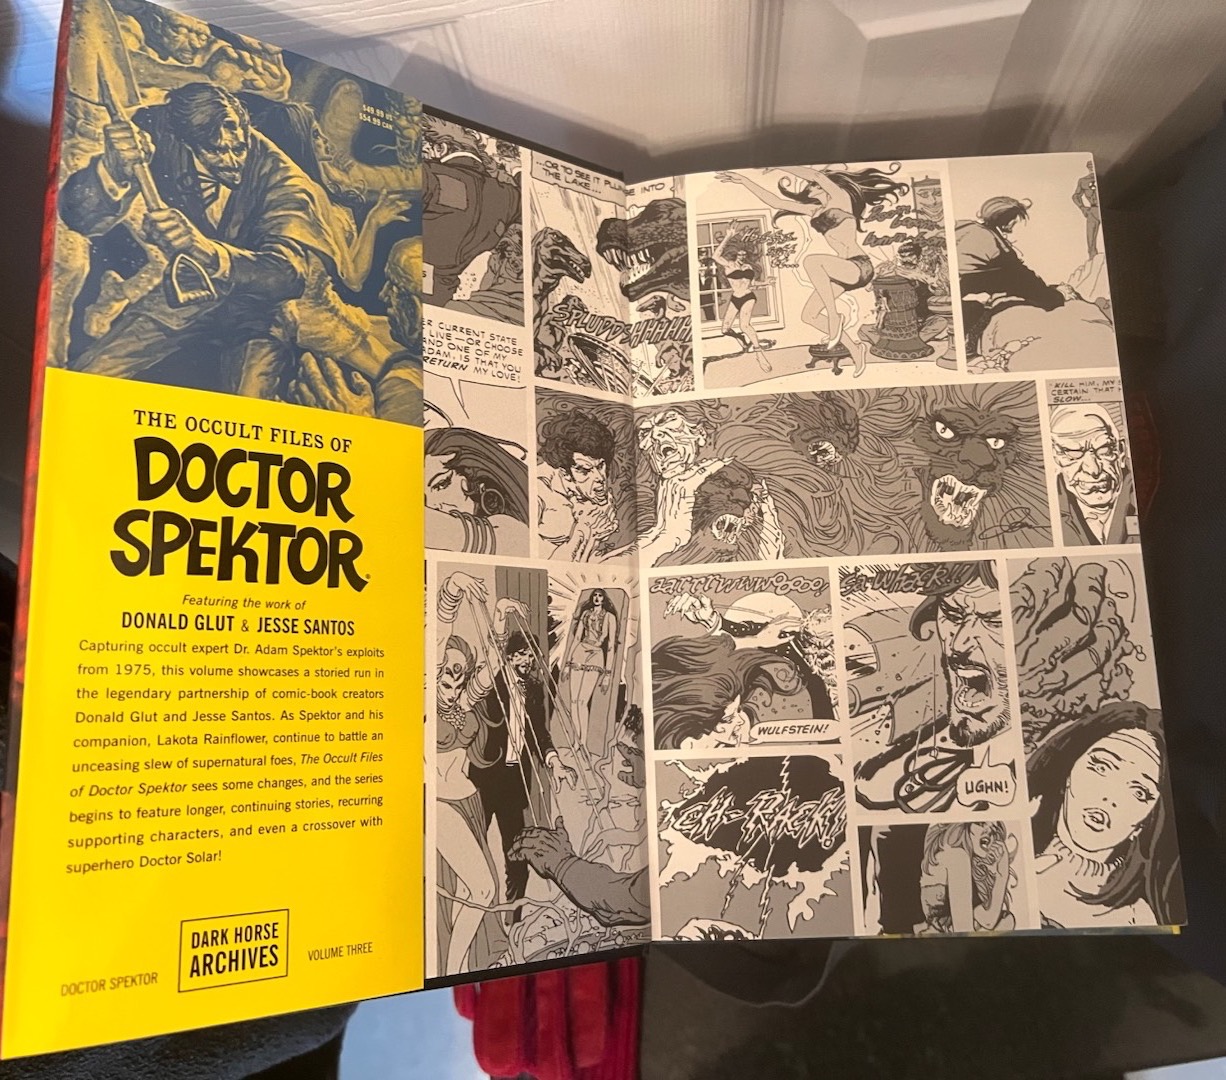 $49.99 US
$54.99 CAN
THE OCCULT FILES OF
DOCTOR
SPEKTOR®
Featuring the work of
DONALD GLUT & JESSE SANTOS
Capturing occult expert Dr. Adam Spektor's exploits
from 1975, this volume showcases a storied run in
the legendary partnership of comic-book creators
Donald Glut and Jesse Santos. As Spektor and his
companion, Lakota Rainflower, continue to battle an
unceasing slew of supernatural foes, The Occult Files
of Doctor Spektor sees some changes, and the series
begins to feature longer, continuing stories, recurring
supporting characters, and even a crossover with
superhero Doctor Solar!
DARK HORSE
ARCHIVES
DOCTOR SPEKTOR
VOLUME THREE
...OR TO SEE IT PLUNGE INTO
THE LAKE...
SPLUDDSHHHHH
ER CURRENT STATE
LIVE—OR CHOOSE
AND ONE OF MY
ADAM, IS THAT YOU
RETURN MY LOVE!
"KILL HIM, MY
CERTAIN THAT
SLOW...
WULFSTEIN!
UGHN!